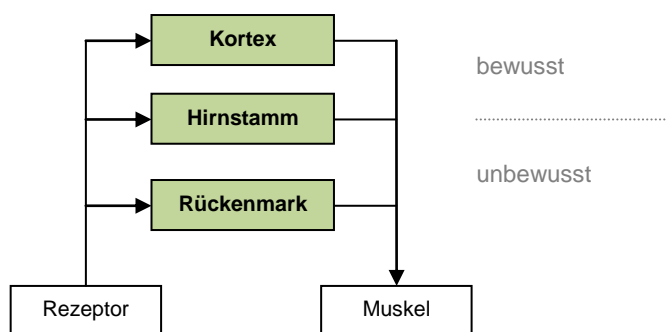 Kortex
bewusst
Hirnstamm
unbewusst
Rückenmark
Rezeptor
Muskel